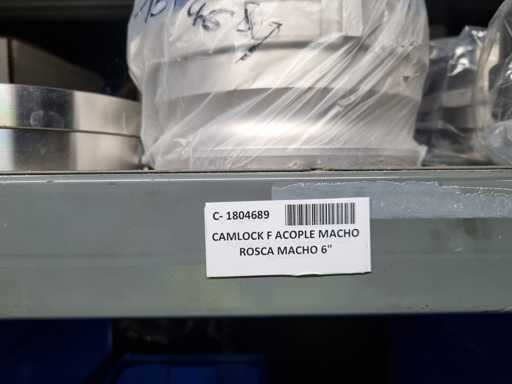 C- 1804689
CAMLOCK F ACOPLE MACHO
ROSCA MACHO 6"